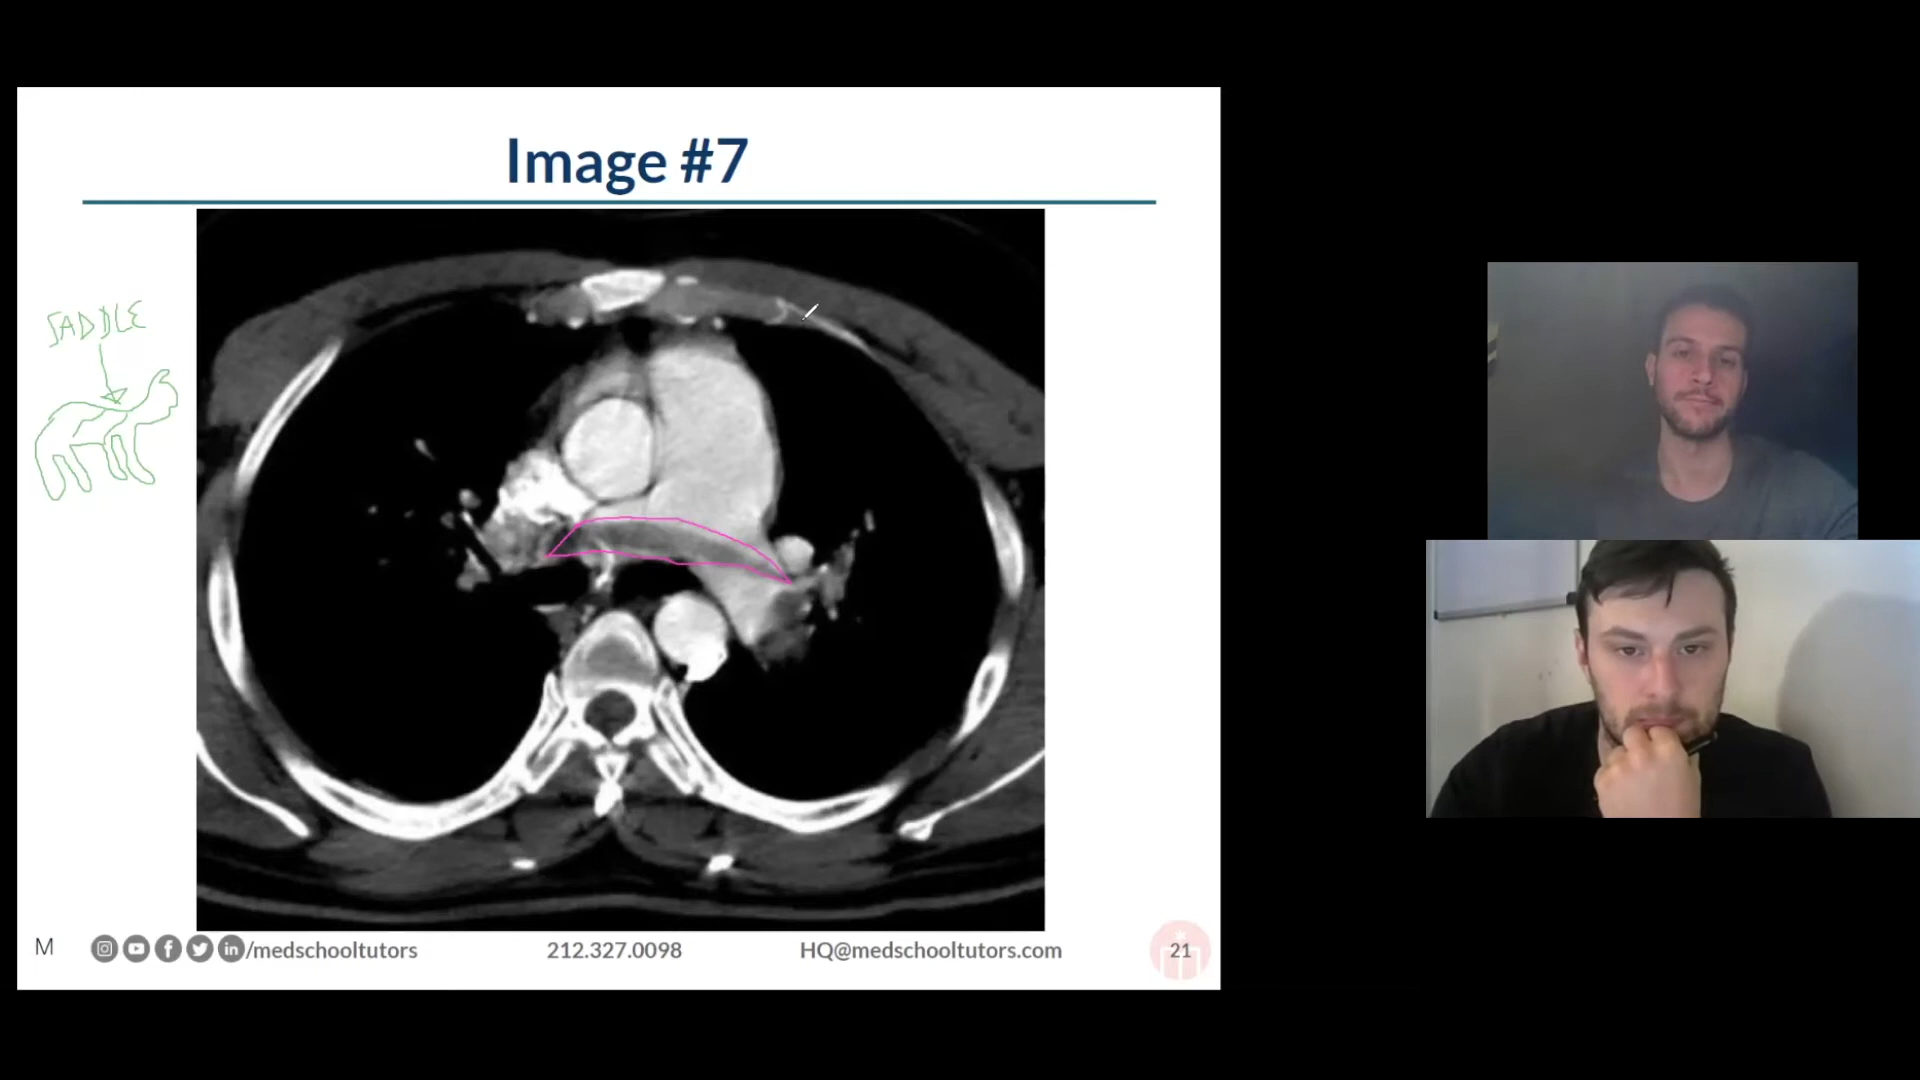 Image #7
SADDLE
M
/medschooltutors
212.327.0098
HQ@medschooltutors.com
21